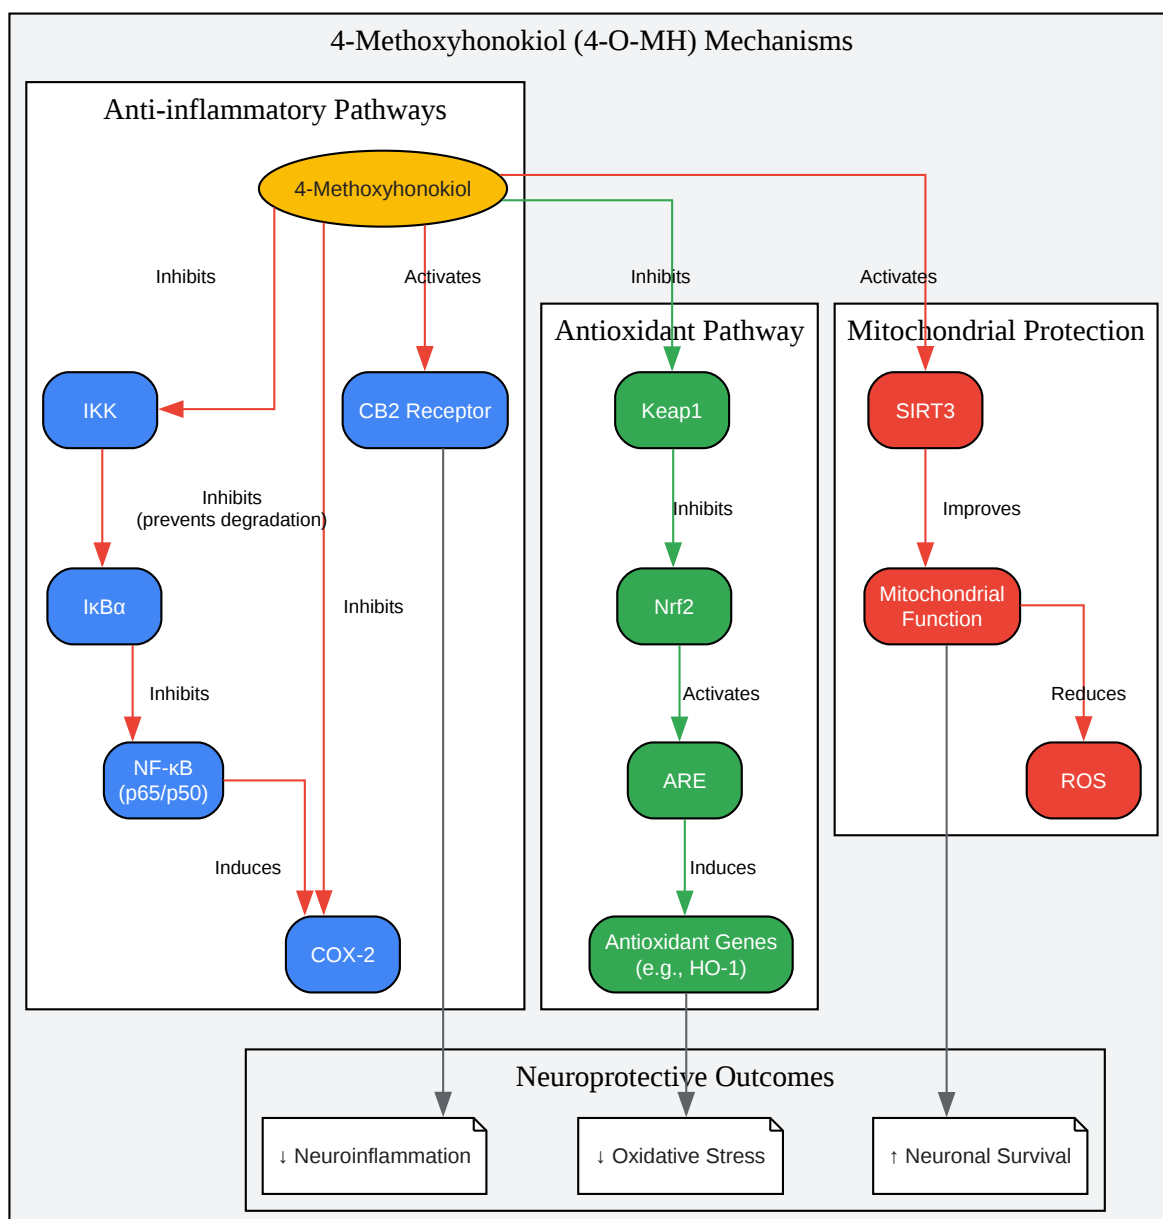 4-Methoxyhonokiol (4-O-MH) Mechanisms
Anti-inflammatory Pathways
4-Methoxyhonokiol
Inhibits
Activates
Inhibits
Activates
Antioxidant Pathway
Mitochondrial Protection
IKK
CB2 Receptor
Keap1
SIRT3
Inhibits
(prevents degradation)
Inhibits
Improves
IκBα
Inhibits
Nrf2
Mitochondrial
Function
Inhibits
Activates
Reduces
NF-κB
(p65/p50)
ARE
ROS
Induces
Induces
COX-2
Antioxidant Genes
(e.g., HO-1)
Neuroprotective Outcomes
↓ Neuroinflammation
↓ Oxidative Stress
↑ Neuronal Survival